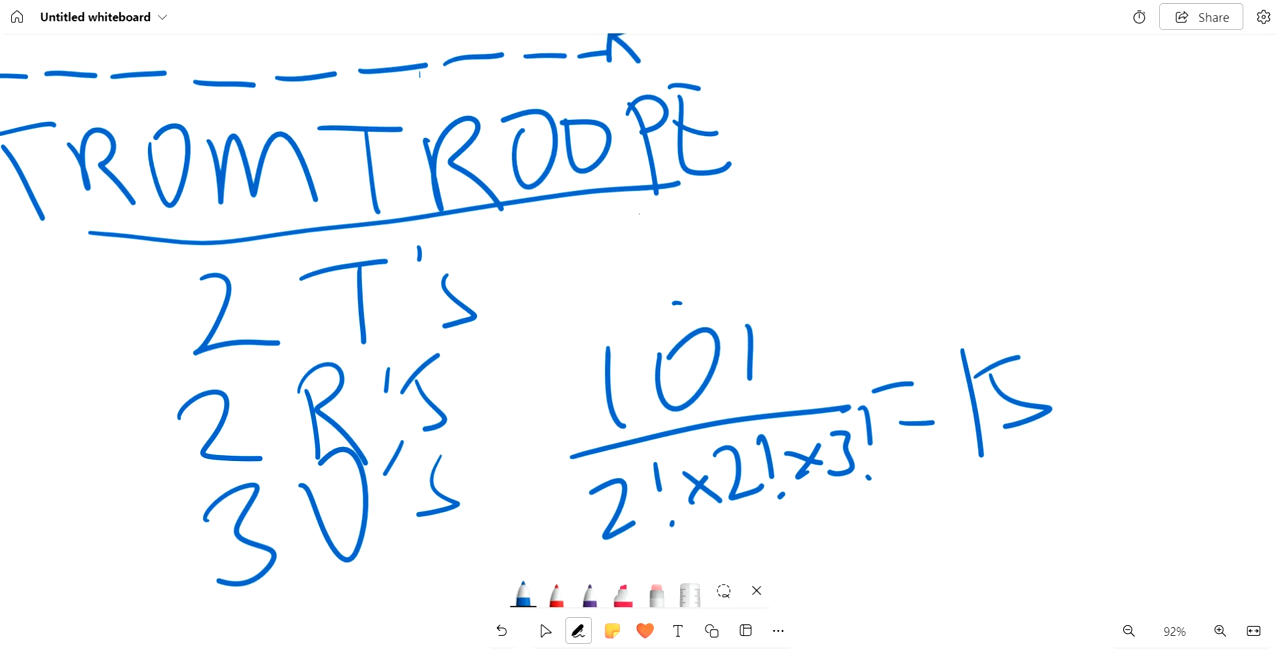 Untitled whiteboard
Share
TROMTROOPE
2 T's
2 R's
3 O's
10!
2! × 2! × 3! = 15
92%